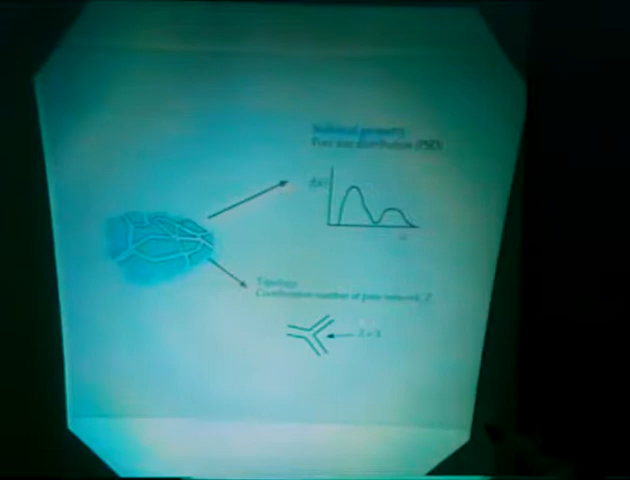 Statistical geometry
Pore size distribution (PSD)
f(x)
Topology
Coordination number of pore network, Z
Z = 3